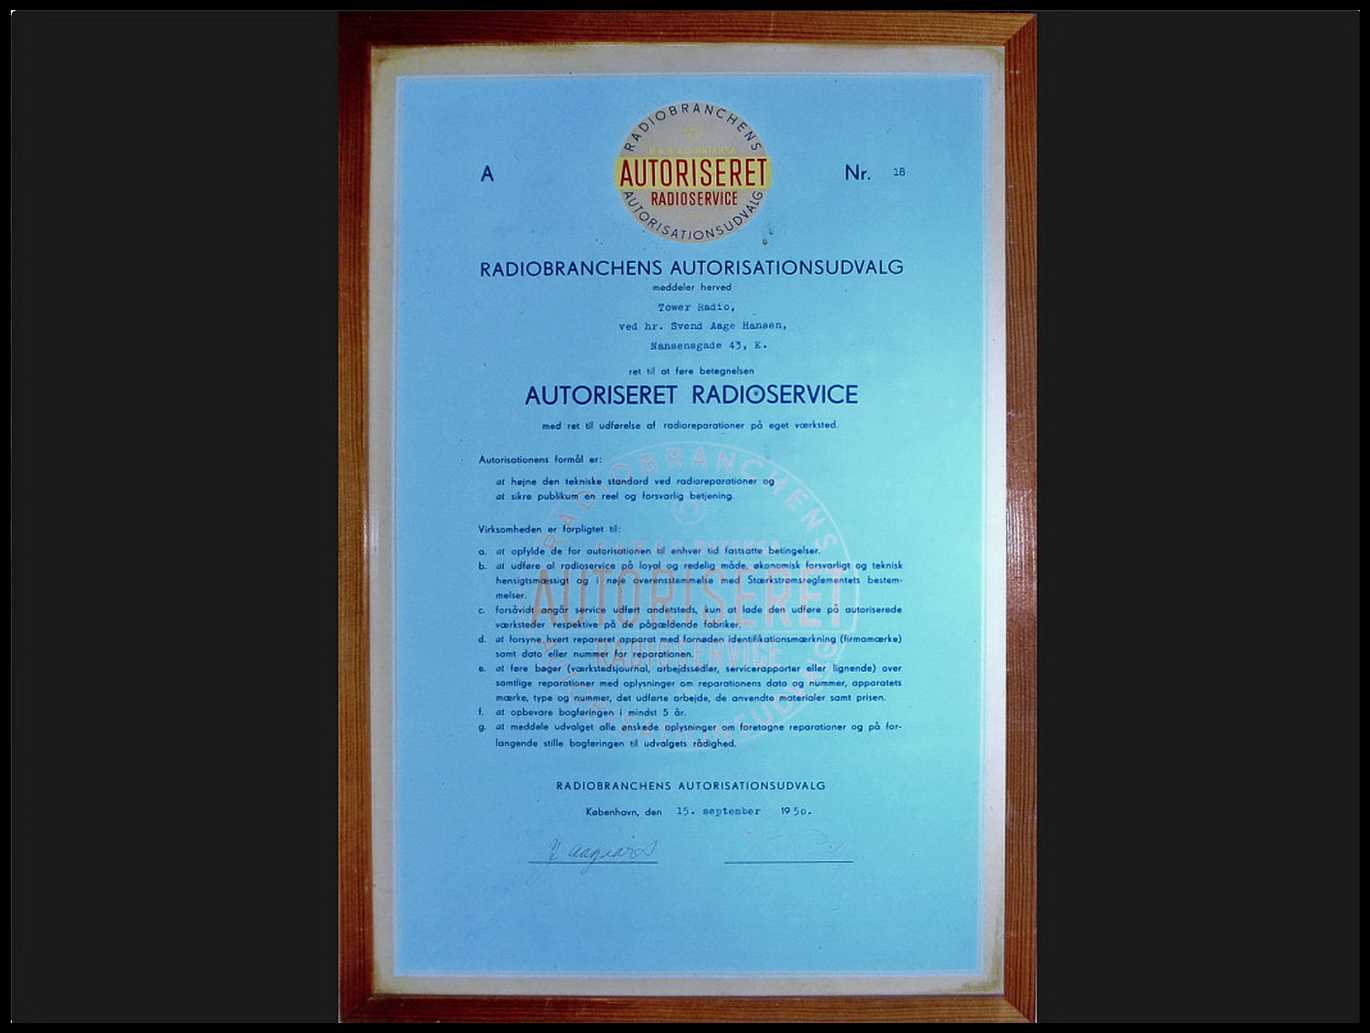 RADIOBRANCHENS
AUTORISERET
RADIOSERVICE
AUTORISATIONSUDVALG
A
Nr. 18
RADIOBRANCHENS AUTORISATIONSUDVALG
meddeler herved
Tower Radio,
ved hr. Svend Aage Hansen,
Nansensgade 43, K.
ret til at føre betegnelsen
AUTORISERET RADIOSERVICE
med ret til udførelse af radioreparationer på eget værksted.
Autorisationens formål er:
at højne den tekniske standard ved radioreparationer og
at sikre publikum en reel og forsvarlig betjening.
Virksomheden er forpligtet til:
a. at opfylde de for autorisationen til enhver tid fastsatte betingelser.
b. at udføre al radioservice på loyal og redelig måde, økonomisk forsvarligt og teknisk
hensigtsmæssigt og i nøje overensstemmelse med Stærkstrømsreglementets bestem-
melser.
c. forsåvidt angår service udført andetsteds, kun at lade den udføre på autoriserede
værksteder respektive på de pågældende fabriker.
d. at forsyne hvert repareret apparat med fornøden identifikationsmærkning (firmamærke)
samt dato eller nummer for reparationen.
e. at føre bøger (værkstedsjournal, arbejdssedler, servicerapporter eller lignende) over
samtlige reparationer med oplysninger om reparationens dato og nummer, apparatets
mærke, type og nummer, det udførte arbejde, de anvendte materialer samt prisen.
f. at opbevare bogføringen i mindst 5 år.
g. at meddele udvalget alle ønskede oplysninger om foretagne reparationer og på for-
langende stille bogføringen til udvalgets rådighed.
RADIOBRANCHENS AUTORISATIONSUDVALG
København, den 15. september 1950.